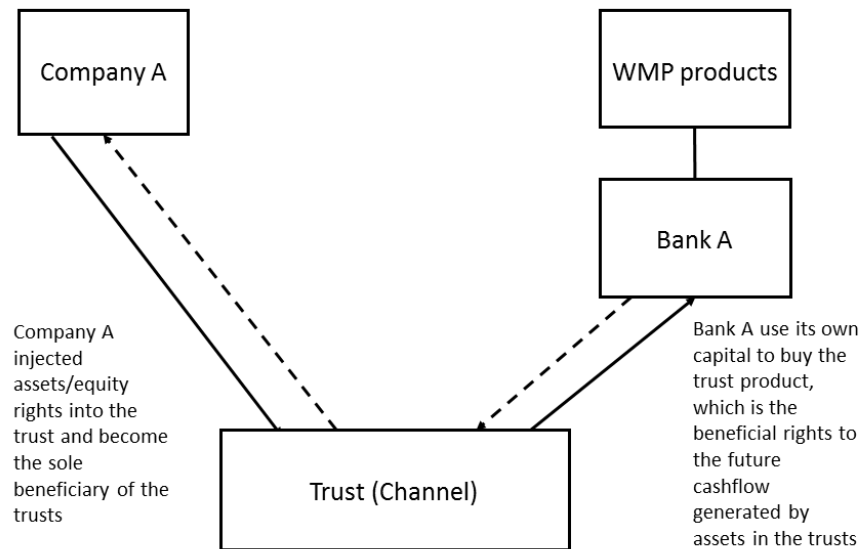 Company A
WMP products
Bank A
Company A
injected
assets/equity
rights into the
trust and become
the sole
beneficiary of the
trusts
Bank A use its own
capital to buy the
trust product,
which is the
beneficial rights to
the future
cashflow
generated by
assets in the trusts
Trust (Channel)